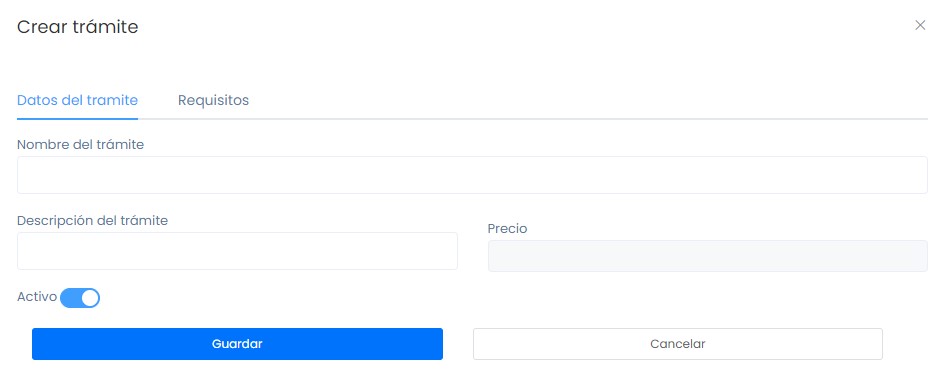 Crear trámite
Datos del tramite Requisitos
Nombre del trámite
Descripción del trámite
Precio
Activo
Guardar Cancelar